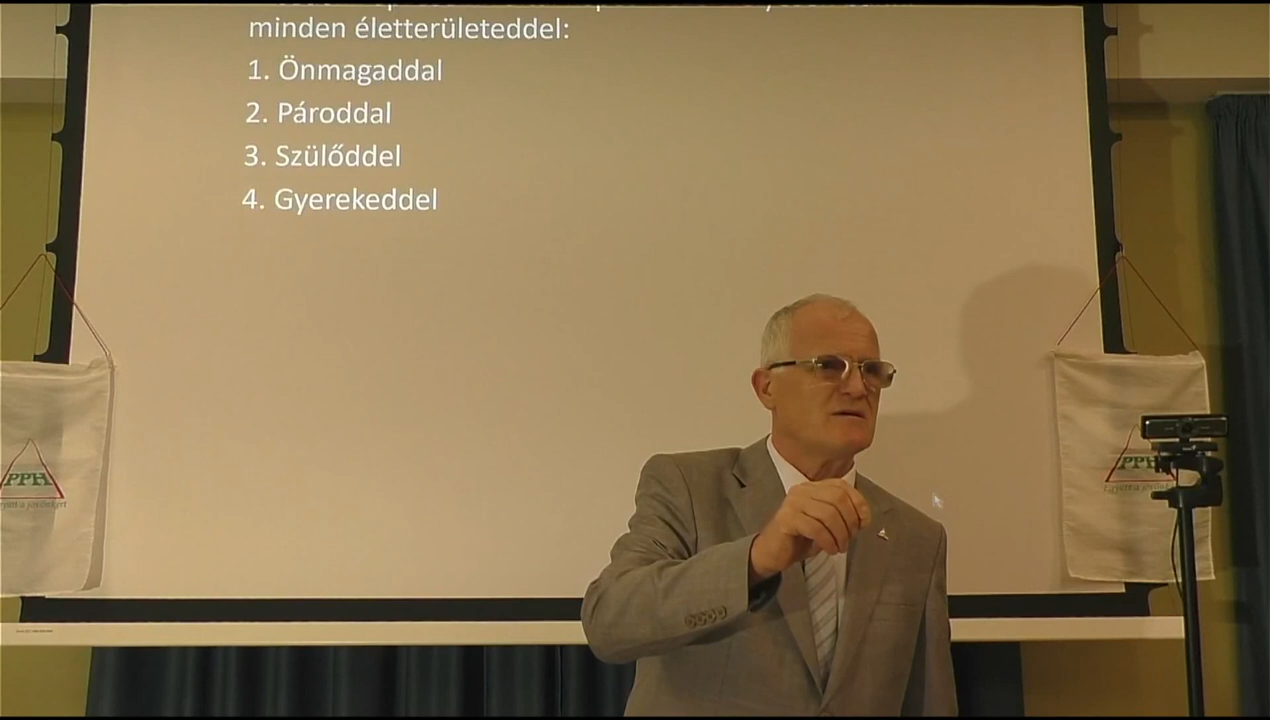 minden életterületeddel:
1. Önmagaddal
2. Pároddal
3. Szülőddel
4. Gyerekeddel
PPH
PPH